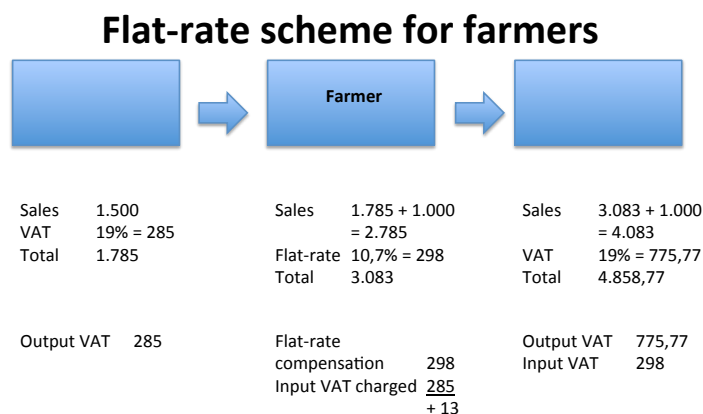 Flat-rate scheme for farmers
Farmer
Sales 1.500
VAT 19% = 285
Total 1.785
Output VAT 285
Sales 1.785 + 1.000
= 2.785
Flat-rate 10,7% = 298
Total 3.083
Flat-rate
compensation 298
Input VAT charged 285
+ 13
Sales 3.083 + 1.000
= 4.083
VAT 19% = 775,77
Total 4.858,77
Output VAT 775,77
Input VAT 298